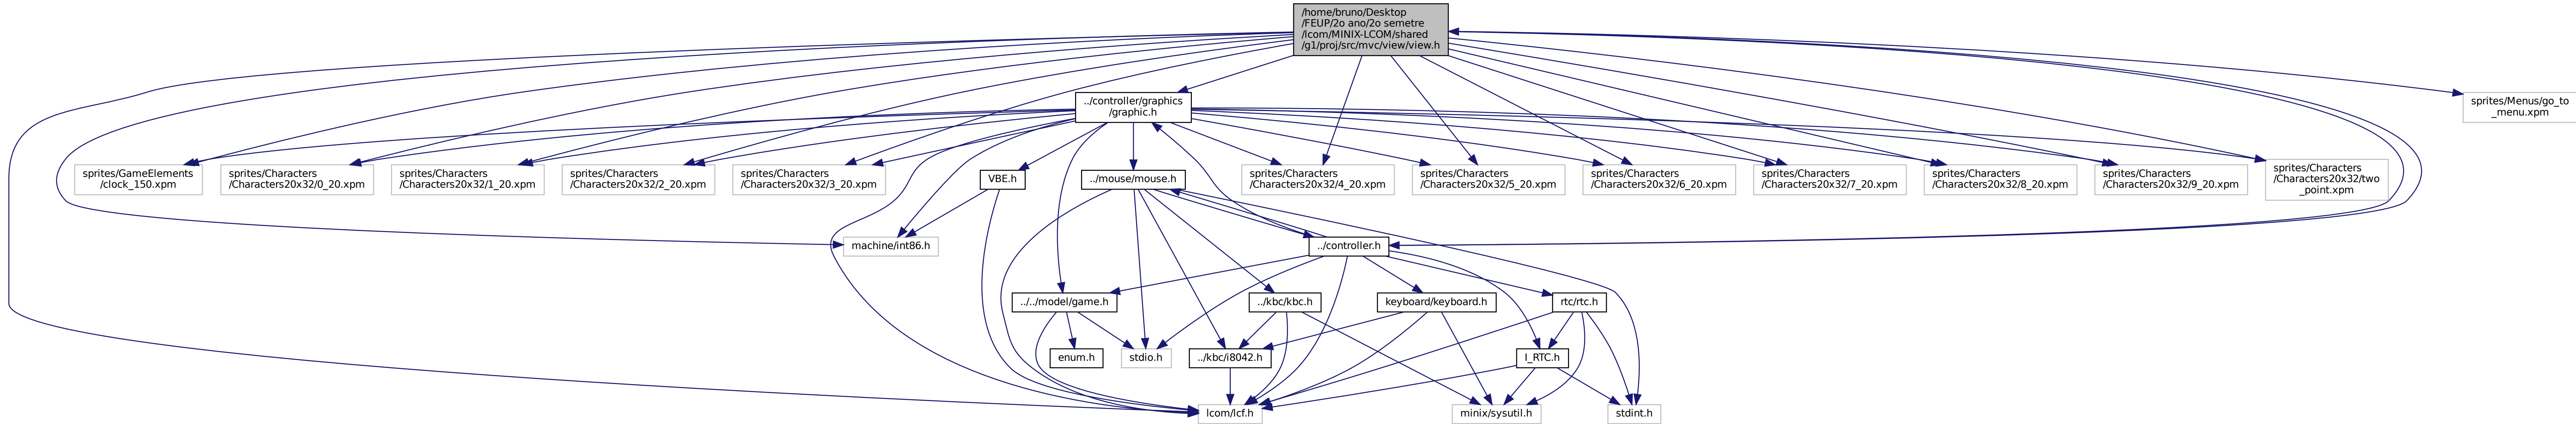 /home/bruno/Desktop
/FEUP/2o ano/2o semetre
/lcom/MINIX-LCOM/shared
/g1/proj/src/mvc/view/view.h
../controller/graphics
/graphic.h
sprites/Menus/go_to
_menu.xpm
sprites/GameElements
/clock_150.xpm
sprites/Characters
/Characters20x32/0_20.xpm
sprites/Characters
/Characters20x32/1_20.xpm
sprites/Characters
/Characters20x32/2_20.xpm
sprites/Characters
/Characters20x32/3_20.xpm
VBE.h
../mouse/mouse.h
sprites/Characters
/Characters20x32/4_20.xpm
sprites/Characters
/Characters20x32/5_20.xpm
sprites/Characters
/Characters20x32/6_20.xpm
sprites/Characters
/Characters20x32/7_20.xpm
sprites/Characters
/Characters20x32/8_20.xpm
sprites/Characters
/Characters20x32/9_20.xpm
sprites/Characters
/Characters20x32/two
_point.xpm
machine/int86.h
../controller.h
../../model/game.h
../kbc/kbc.h
keyboard/keyboard.h
rtc/rtc.h
enum.h
stdio.h
../kbc/i8042.h
I_RTC.h
lcom/lcf.h
minix/sysutil.h
stdint.h